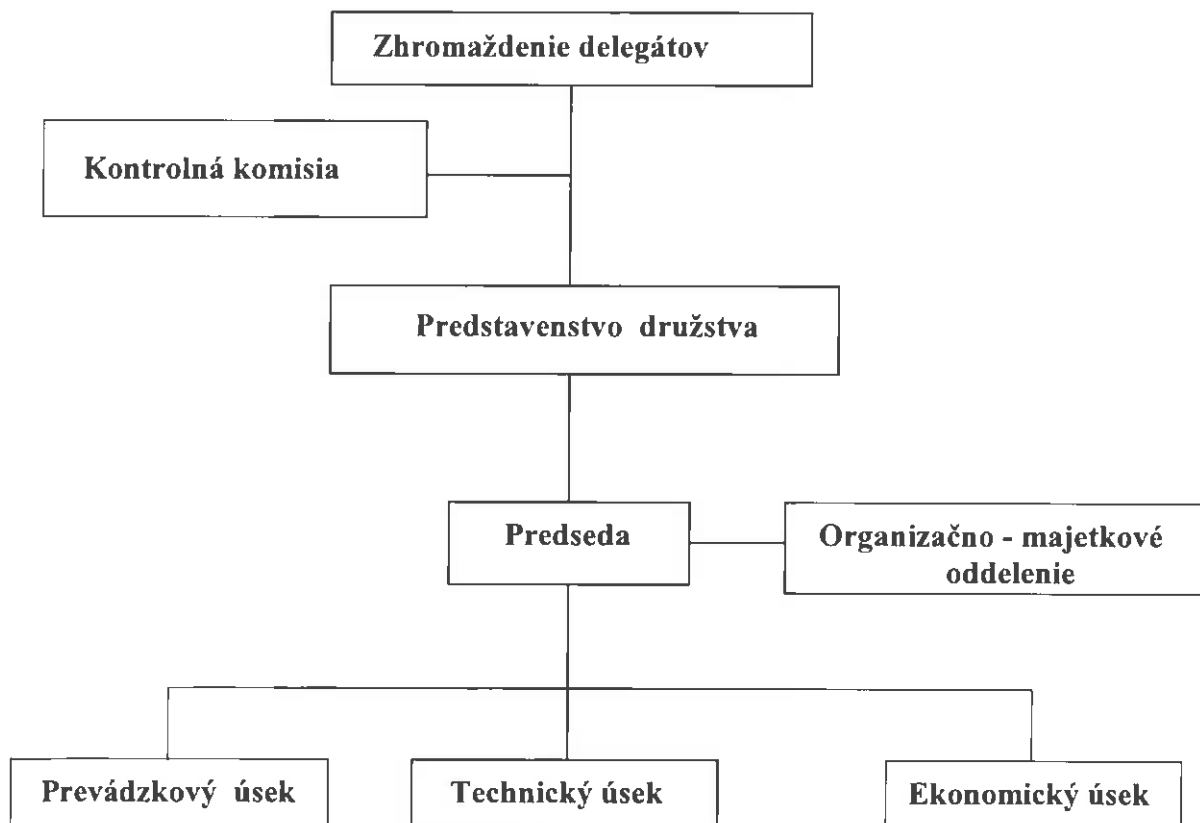 Zhromaždenie delegátov
Kontrolná komisia
Predstavenstvo družstva
Predseda
Organizačno - majetkové
oddelenie
Prevádzkový úsek
Technický úsek
Ekonomický úsek